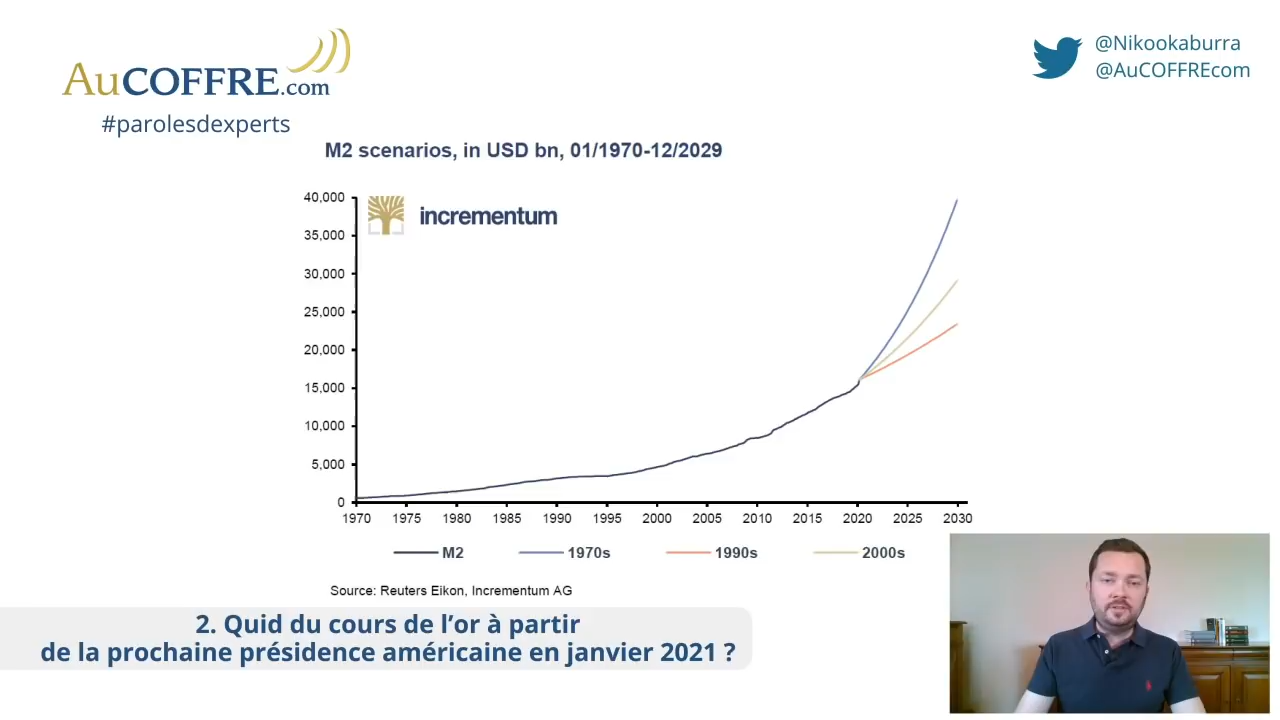 AuCOFFRE.com
#parolesdexperts
@Nikookaburra
@AuCOFFREcom
M2 scenarios, in USD bn, 01/1970-12/2029
incrementum
40,000
35,000
30,000
25,000
20,000
15,000
10,000
5,000
0
1970 1975 1980 1985 1990 1995 2000 2005 2010 2015 2020 2025 2030
M2 1970s 1990s 2000s
Source: Reuters Eikon, Incrementum AG
2. Quid du cours de l’or à partir
de la prochaine présidence américaine en janvier 2021 ?